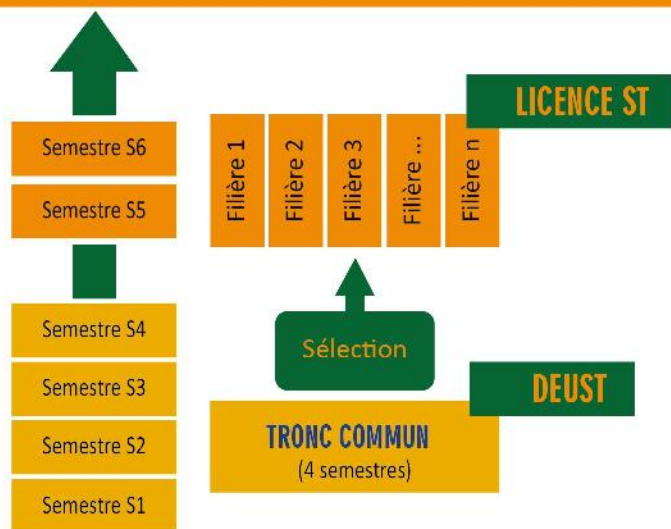 LICENCE ST
Semestre S6
Semestre S5
Filière 1
Filière 2
Filière 3
Filière ...
Filière n
Semestre S4
Semestre S3
Semestre S2
Semestre S1
Sélection
DEUST
TRONC COMMUN
(4 semestres)